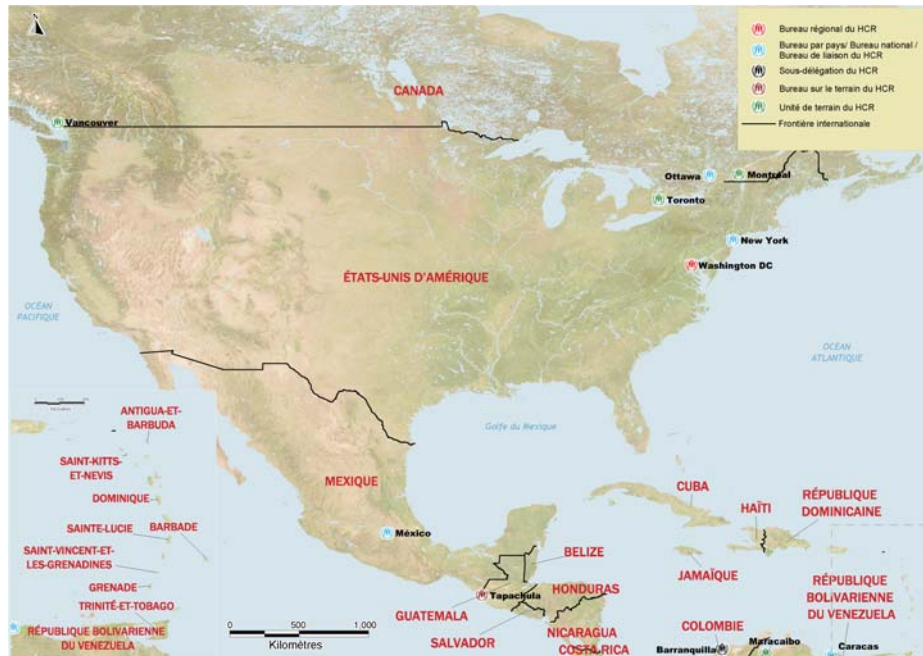 Bureau régional du HCR
Bureau par pays/ Bureau national /
Bureau de liaison du HCR
Sous-délégation du HCR
Bureau sur le terrain du HCR
Unité de terrain du HCR
Frontière internationale
CANADA
Vancouver
Ottawa
Montréal
Toronto
New York
Washington DC
ÉTATS-UNIS D'AMÉRIQUE
OCÉAN
PACIFIQUE
OCÉAN
ATLANTIQUE
Golfe du Mexique
MEXIQUE
México
CUBA
HAÏTI
RÉPUBLIQUE
DOMINICAINE
BELIZE
JAMAÏQUE
HONDURAS
Tapachula
GUATEMALA
SALVADOR
NICARAGUA
COSTA RICA
COLOMBIE
RÉPUBLIQUE
BOLIVARIENNE
DU VENEZUELA
Barranquilla
Maracaibo
Caracas
ANTIGUA-ET-
BARBUDA
SAINT-KITTS-
ET-NEVIS
DOMINIQUE
SAINTE-LUCIE
BARBADE
SAINT-VINCENT-ET-
LES-GRENADINES
GRENADE
TRINITÉ-ET-TOBAGO
RÉPUBLIQUE BOLIVARIENNE
DU VENEZUELA
0 250 500 1,000
Kilomètres